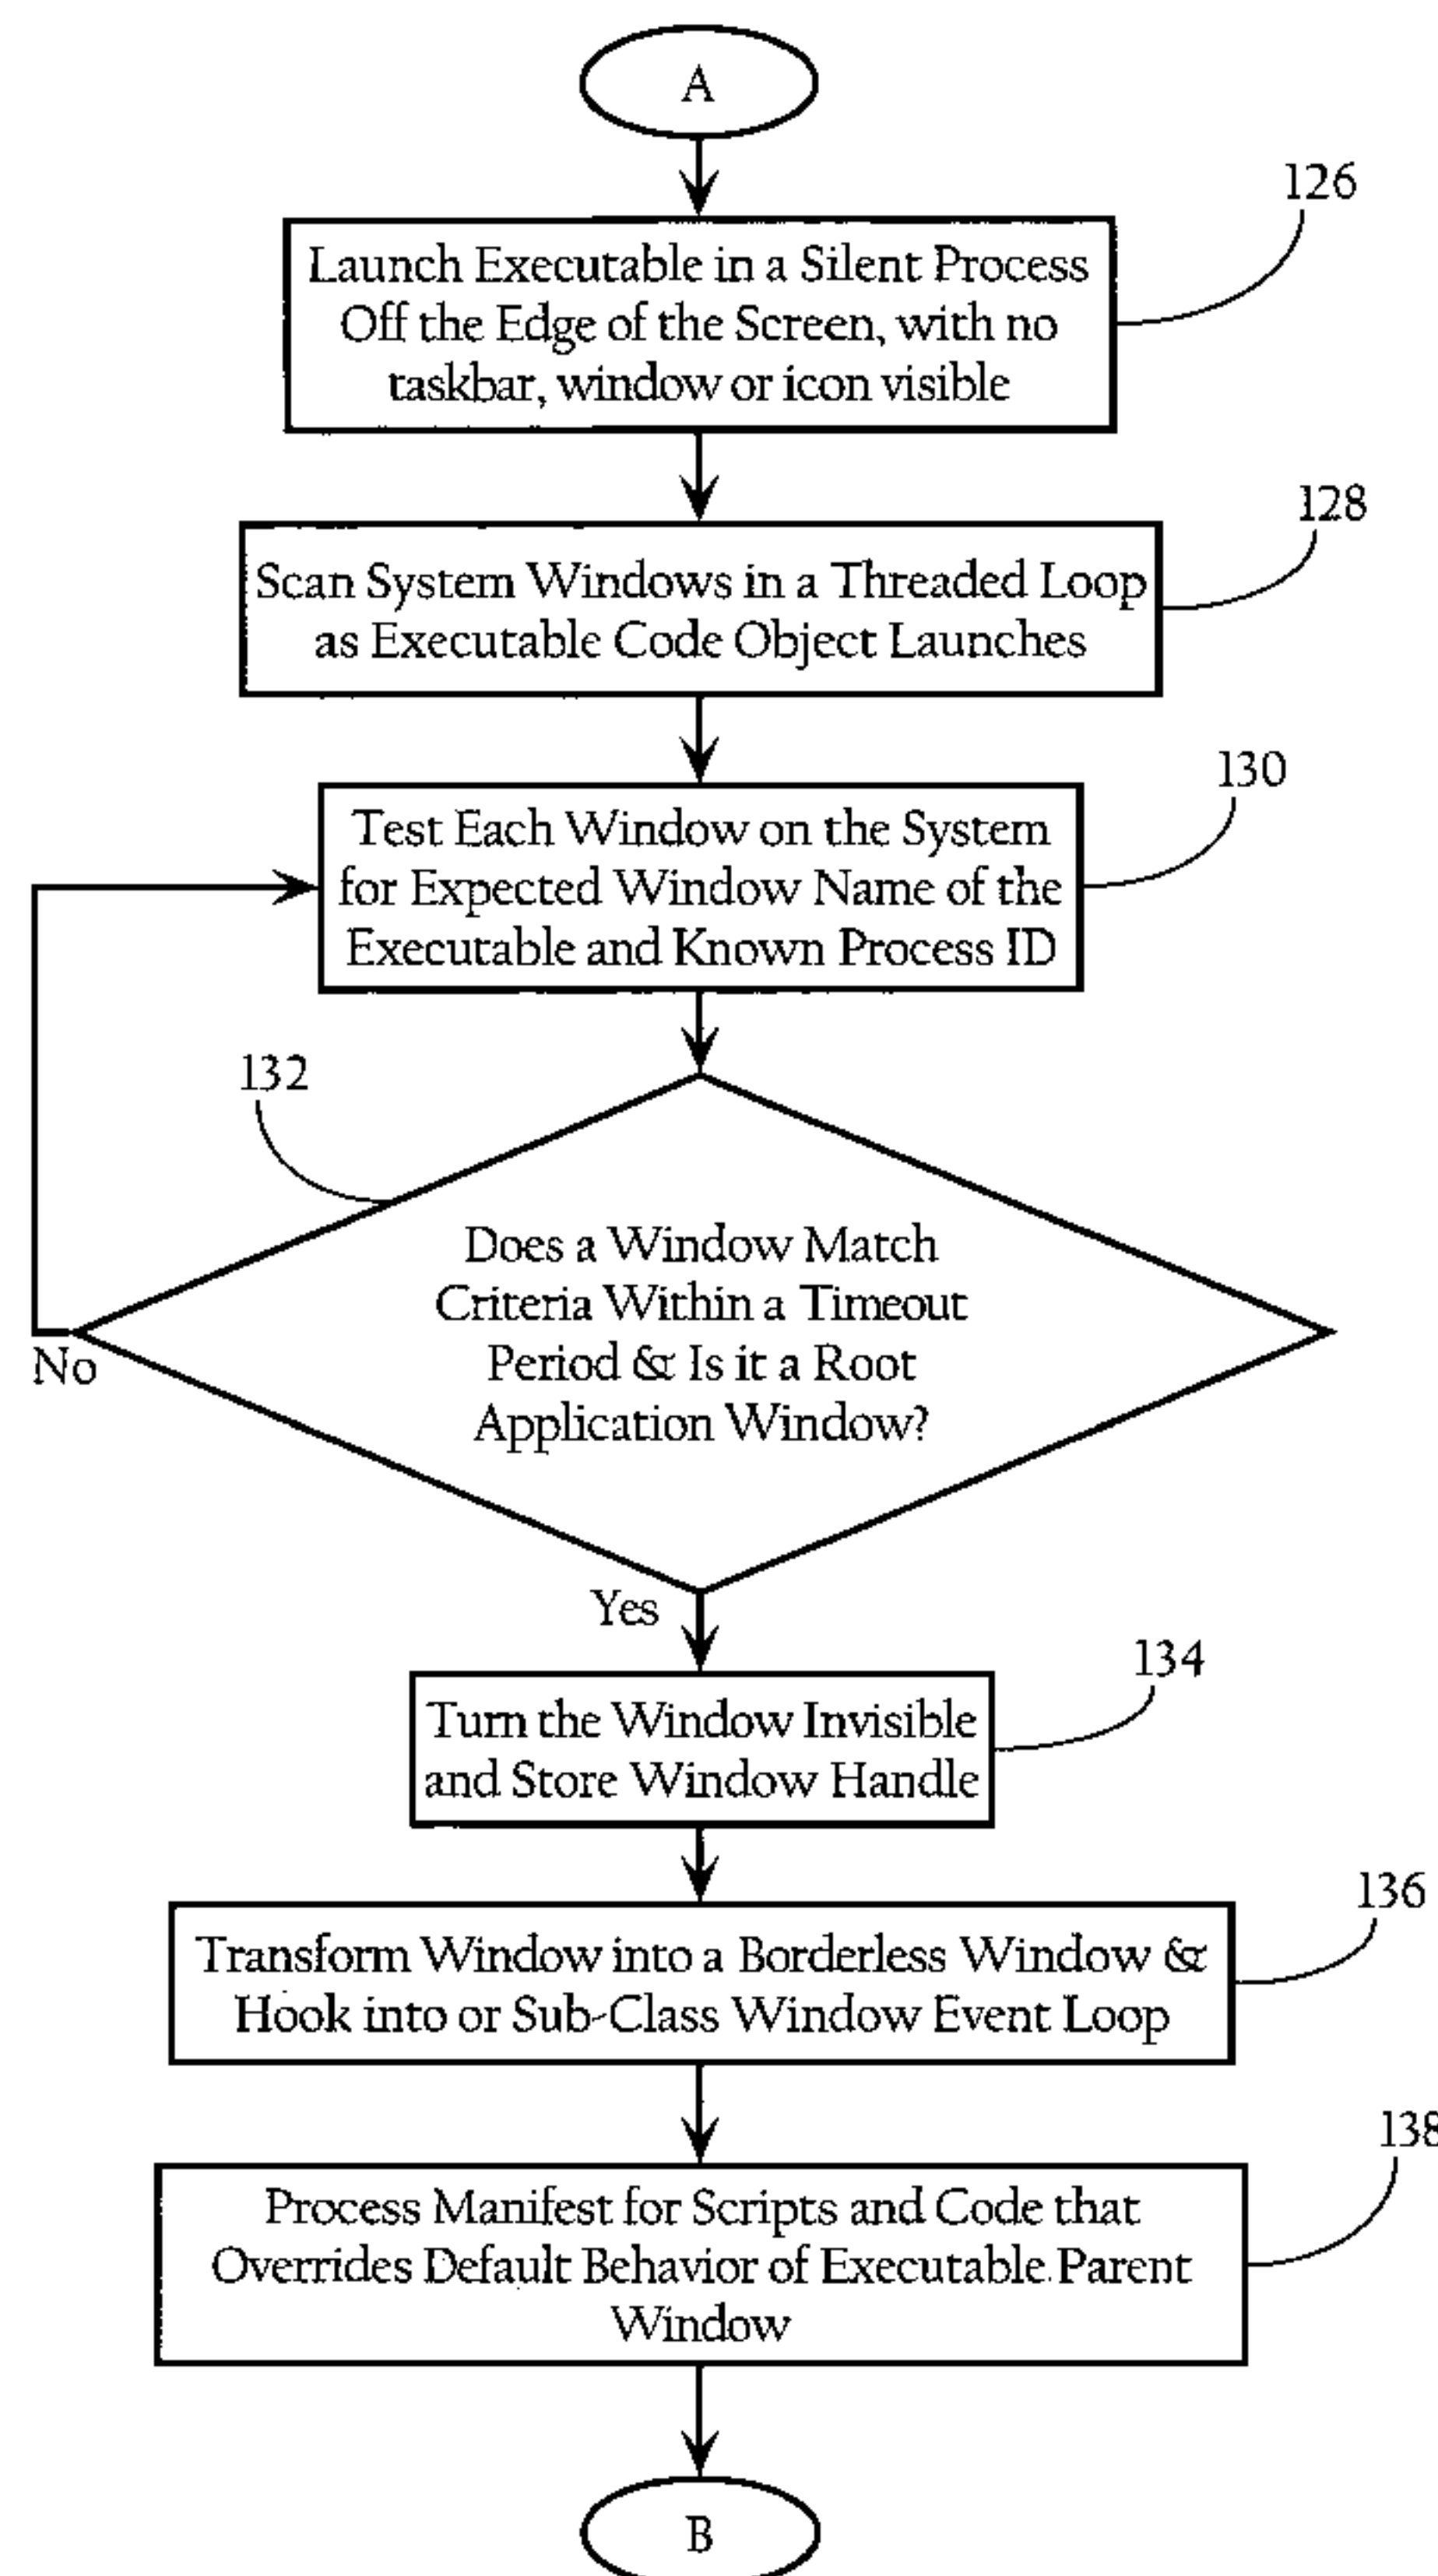 A
126
Launch Executable in a Silent Process
Off the Edge of the Screen, with no
taskbar, window or icon visible
128
Scan System Windows in a Threaded Loop
as Executable Code Object Launches
130
Test Each Window on the System
for Expected Window Name of the
Executable and Known Process ID
132
Does a Window Match
Criteria Within a Timeout
Period & Is it a Root
Application Window?
No
Yes
134
Turn the Window Invisible
and Store Window Handle
136
Transform Window into a Borderless Window &
Hook into or Sub-Class Window Event Loop
138
Process Manifest for Scripts and Code that
Overrides Default Behavior of Executable Parent
Window
B